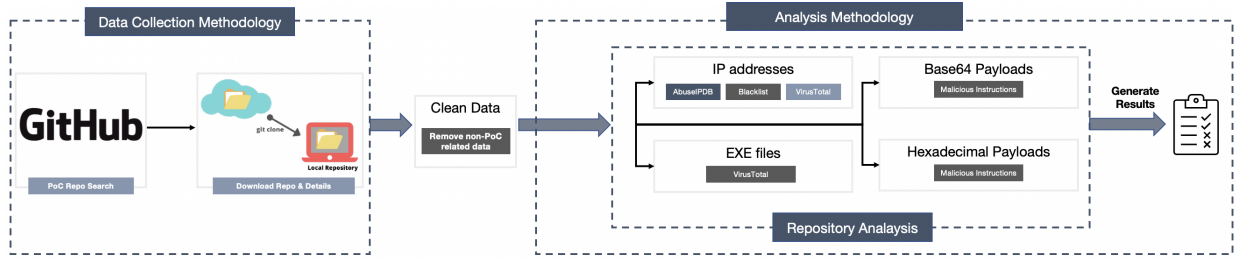 Data Collection Methodology
GitHub
PoC Repo Search
git clone
Local Repository
Download Repo & Details
Clean Data
Remove non-PoC
related data
Analysis Methodology
IP addresses
AbuseIPDB
Blacklist
VirusTotal
EXE files
VirusTotal
Base64 Payloads
Malicious Instructions
Hexadecimal Payloads
Malicious Instructions
Repository Analaysis
Generate
Results